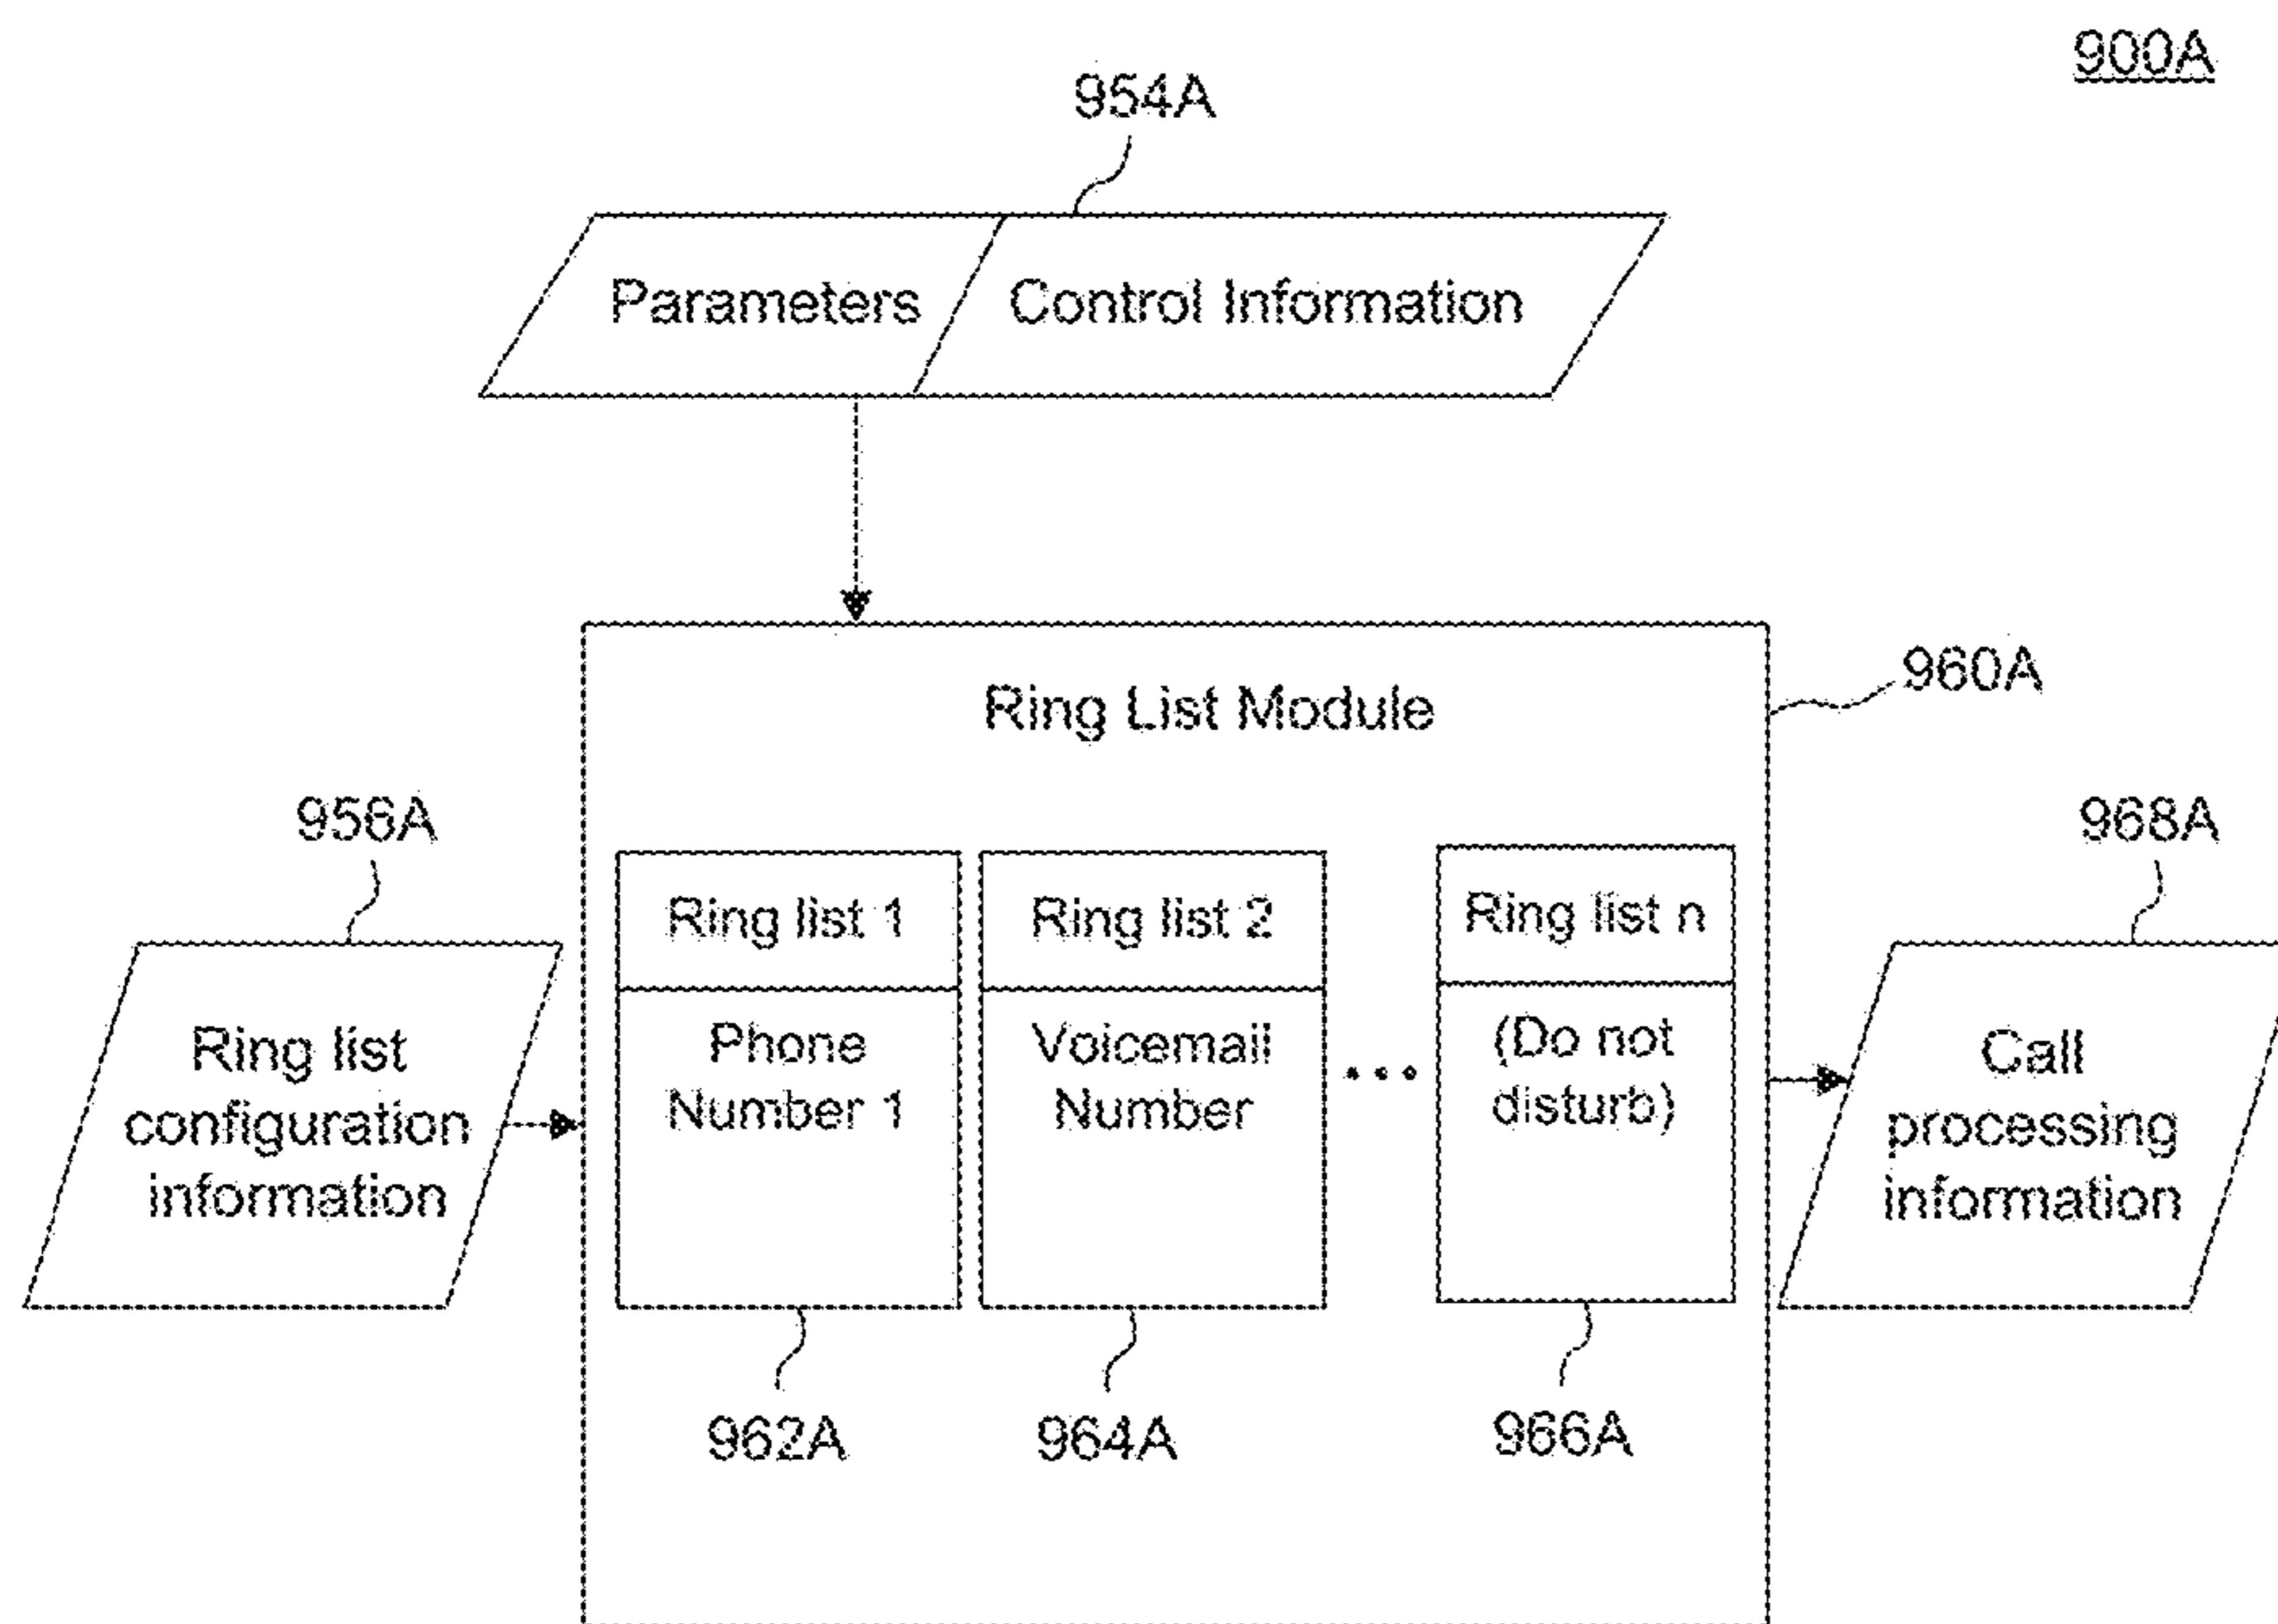 900A
954A
Parameters
Control Information
960A
Ring List Module
956A
968A
Ring list 1
Ring list 2
Ring list n
Ring list
configuration
information
Phone
Number 1
Voicemail
Number
...
(Do not
disturb)
Call
processing
information
962A
964A
966A